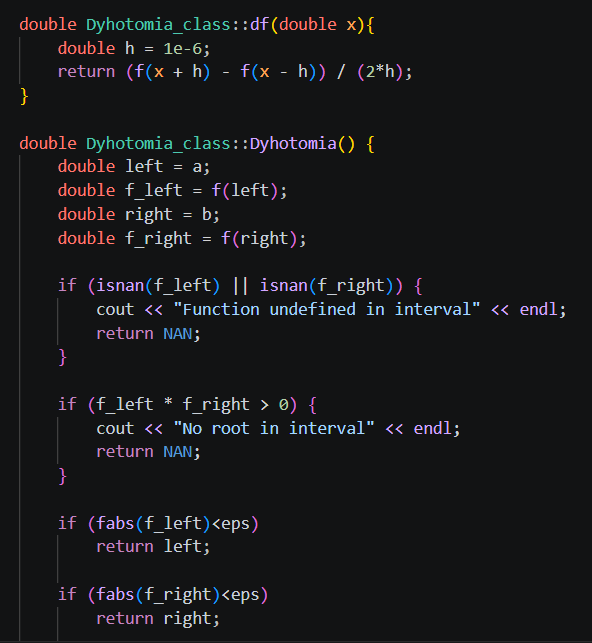 double Dyhotomia_class::df(double x){
    double h = 1e-6;
    return (f(x + h) - f(x - h)) / (2*h);
}

double Dyhotomia_class::Dyhotomia() {
    double left = a;
    double f_left = f(left);
    double right = b;
    double f_right = f(right);

    if (isnan(f_left) || isnan(f_right)) {
        cout << "Function undefined in interval" << endl;
        return NAN;
    }

    if (f_left * f_right > 0) {
        cout << "No root in interval" << endl;
        return NAN;
    }

    if (fabs(f_left)<eps)
        return left;

    if (fabs(f_right)<eps)
        return right;